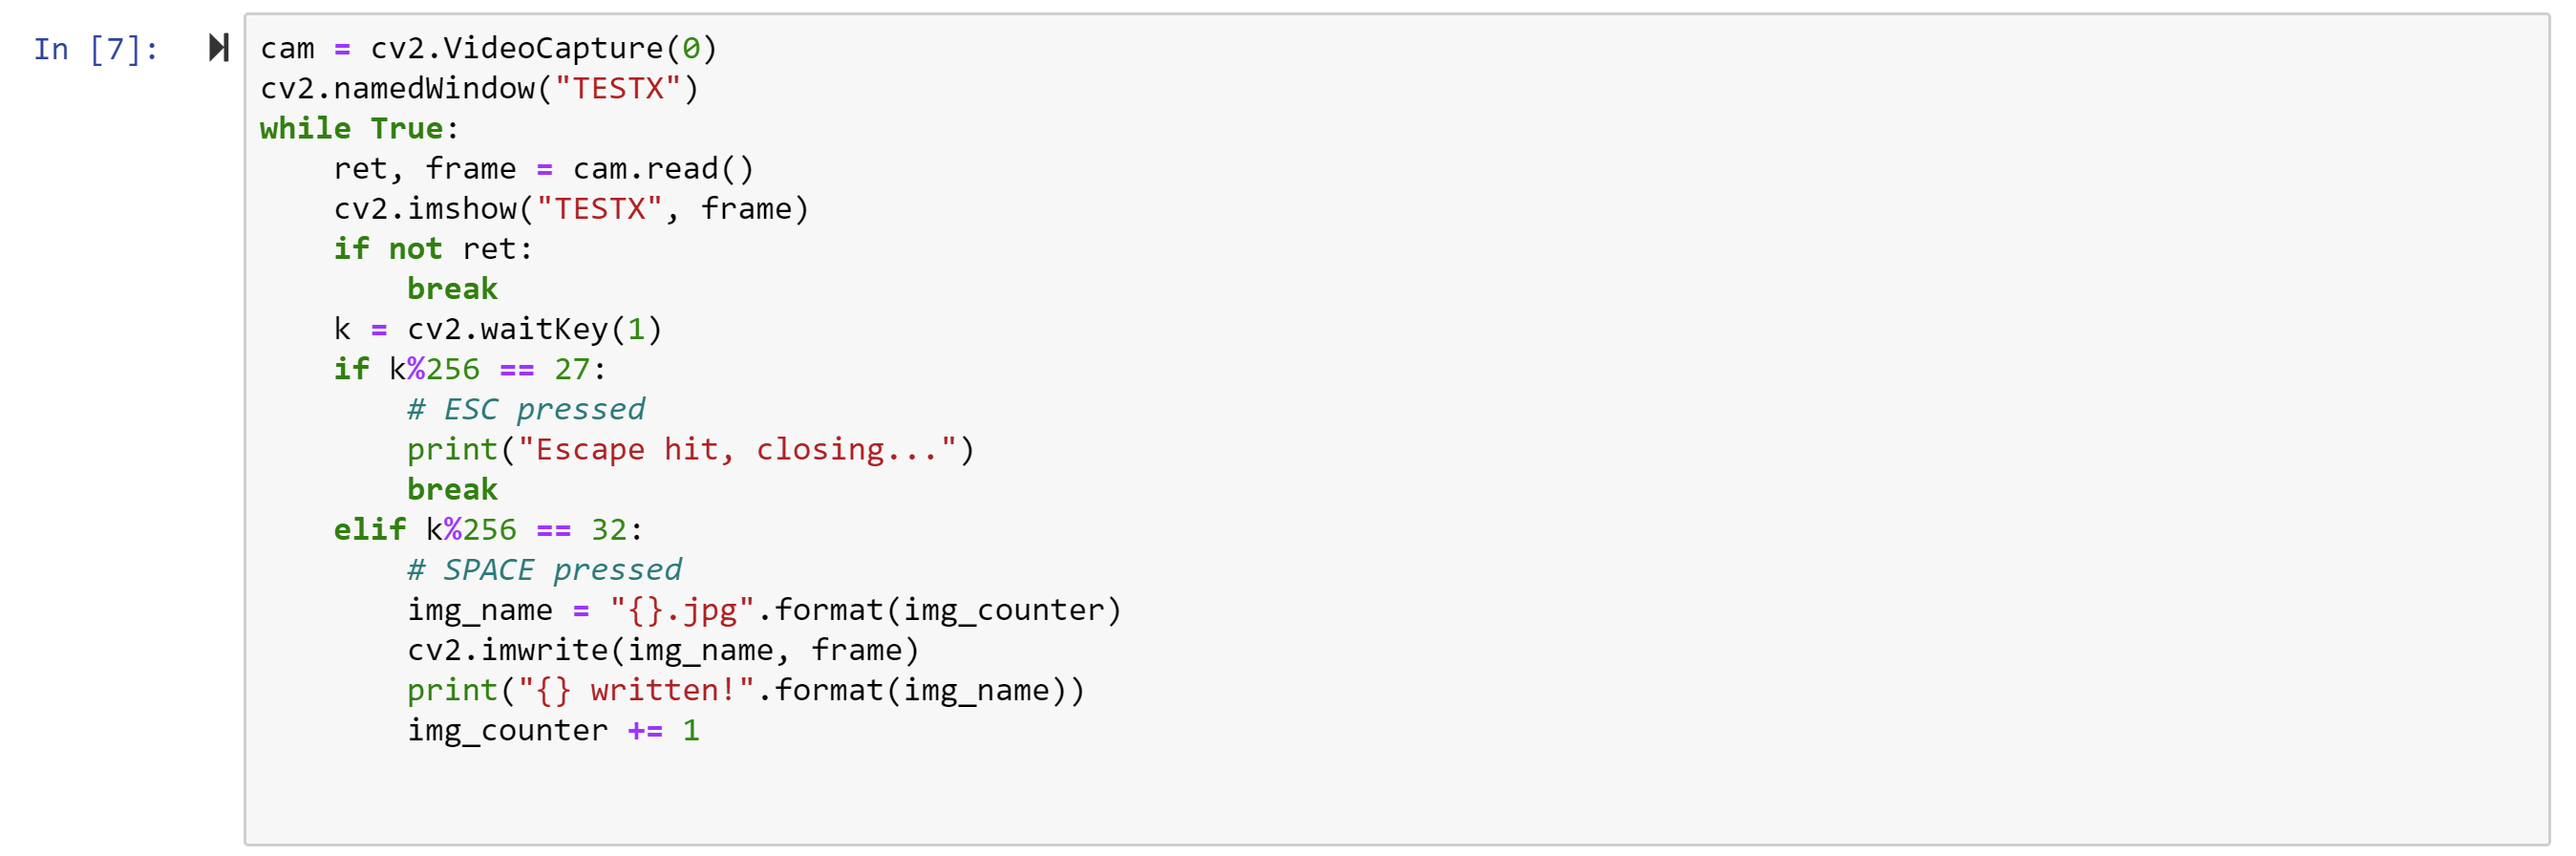 In [7]:
cam = cv2.VideoCapture(0)
cv2.namedWindow("TESTX")
while True:
    ret, frame = cam.read()
    cv2.imshow("TESTX", frame)
    if not ret:
        break
    k = cv2.waitKey(1)
    if k%256 == 27:
        # ESC pressed
        print("Escape hit, closing...")
        break
    elif k%256 == 32:
        # SPACE pressed
        img_name = "{}.jpg".format(img_counter)
        cv2.imwrite(img_name, frame)
        print("{} written!".format(img_name))
        img_counter += 1